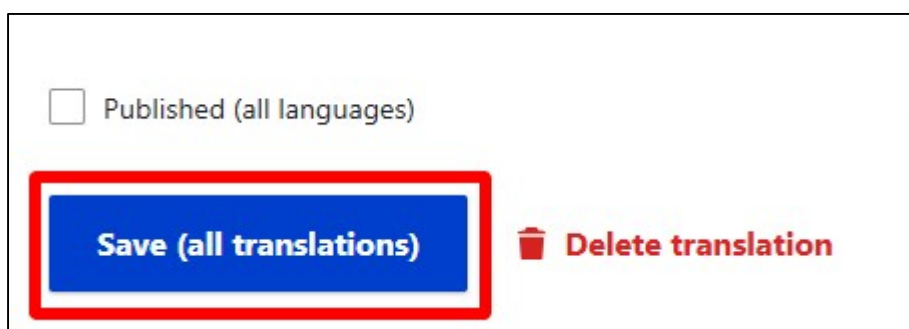 Published (all languages)
Save (all translations)
Delete translation